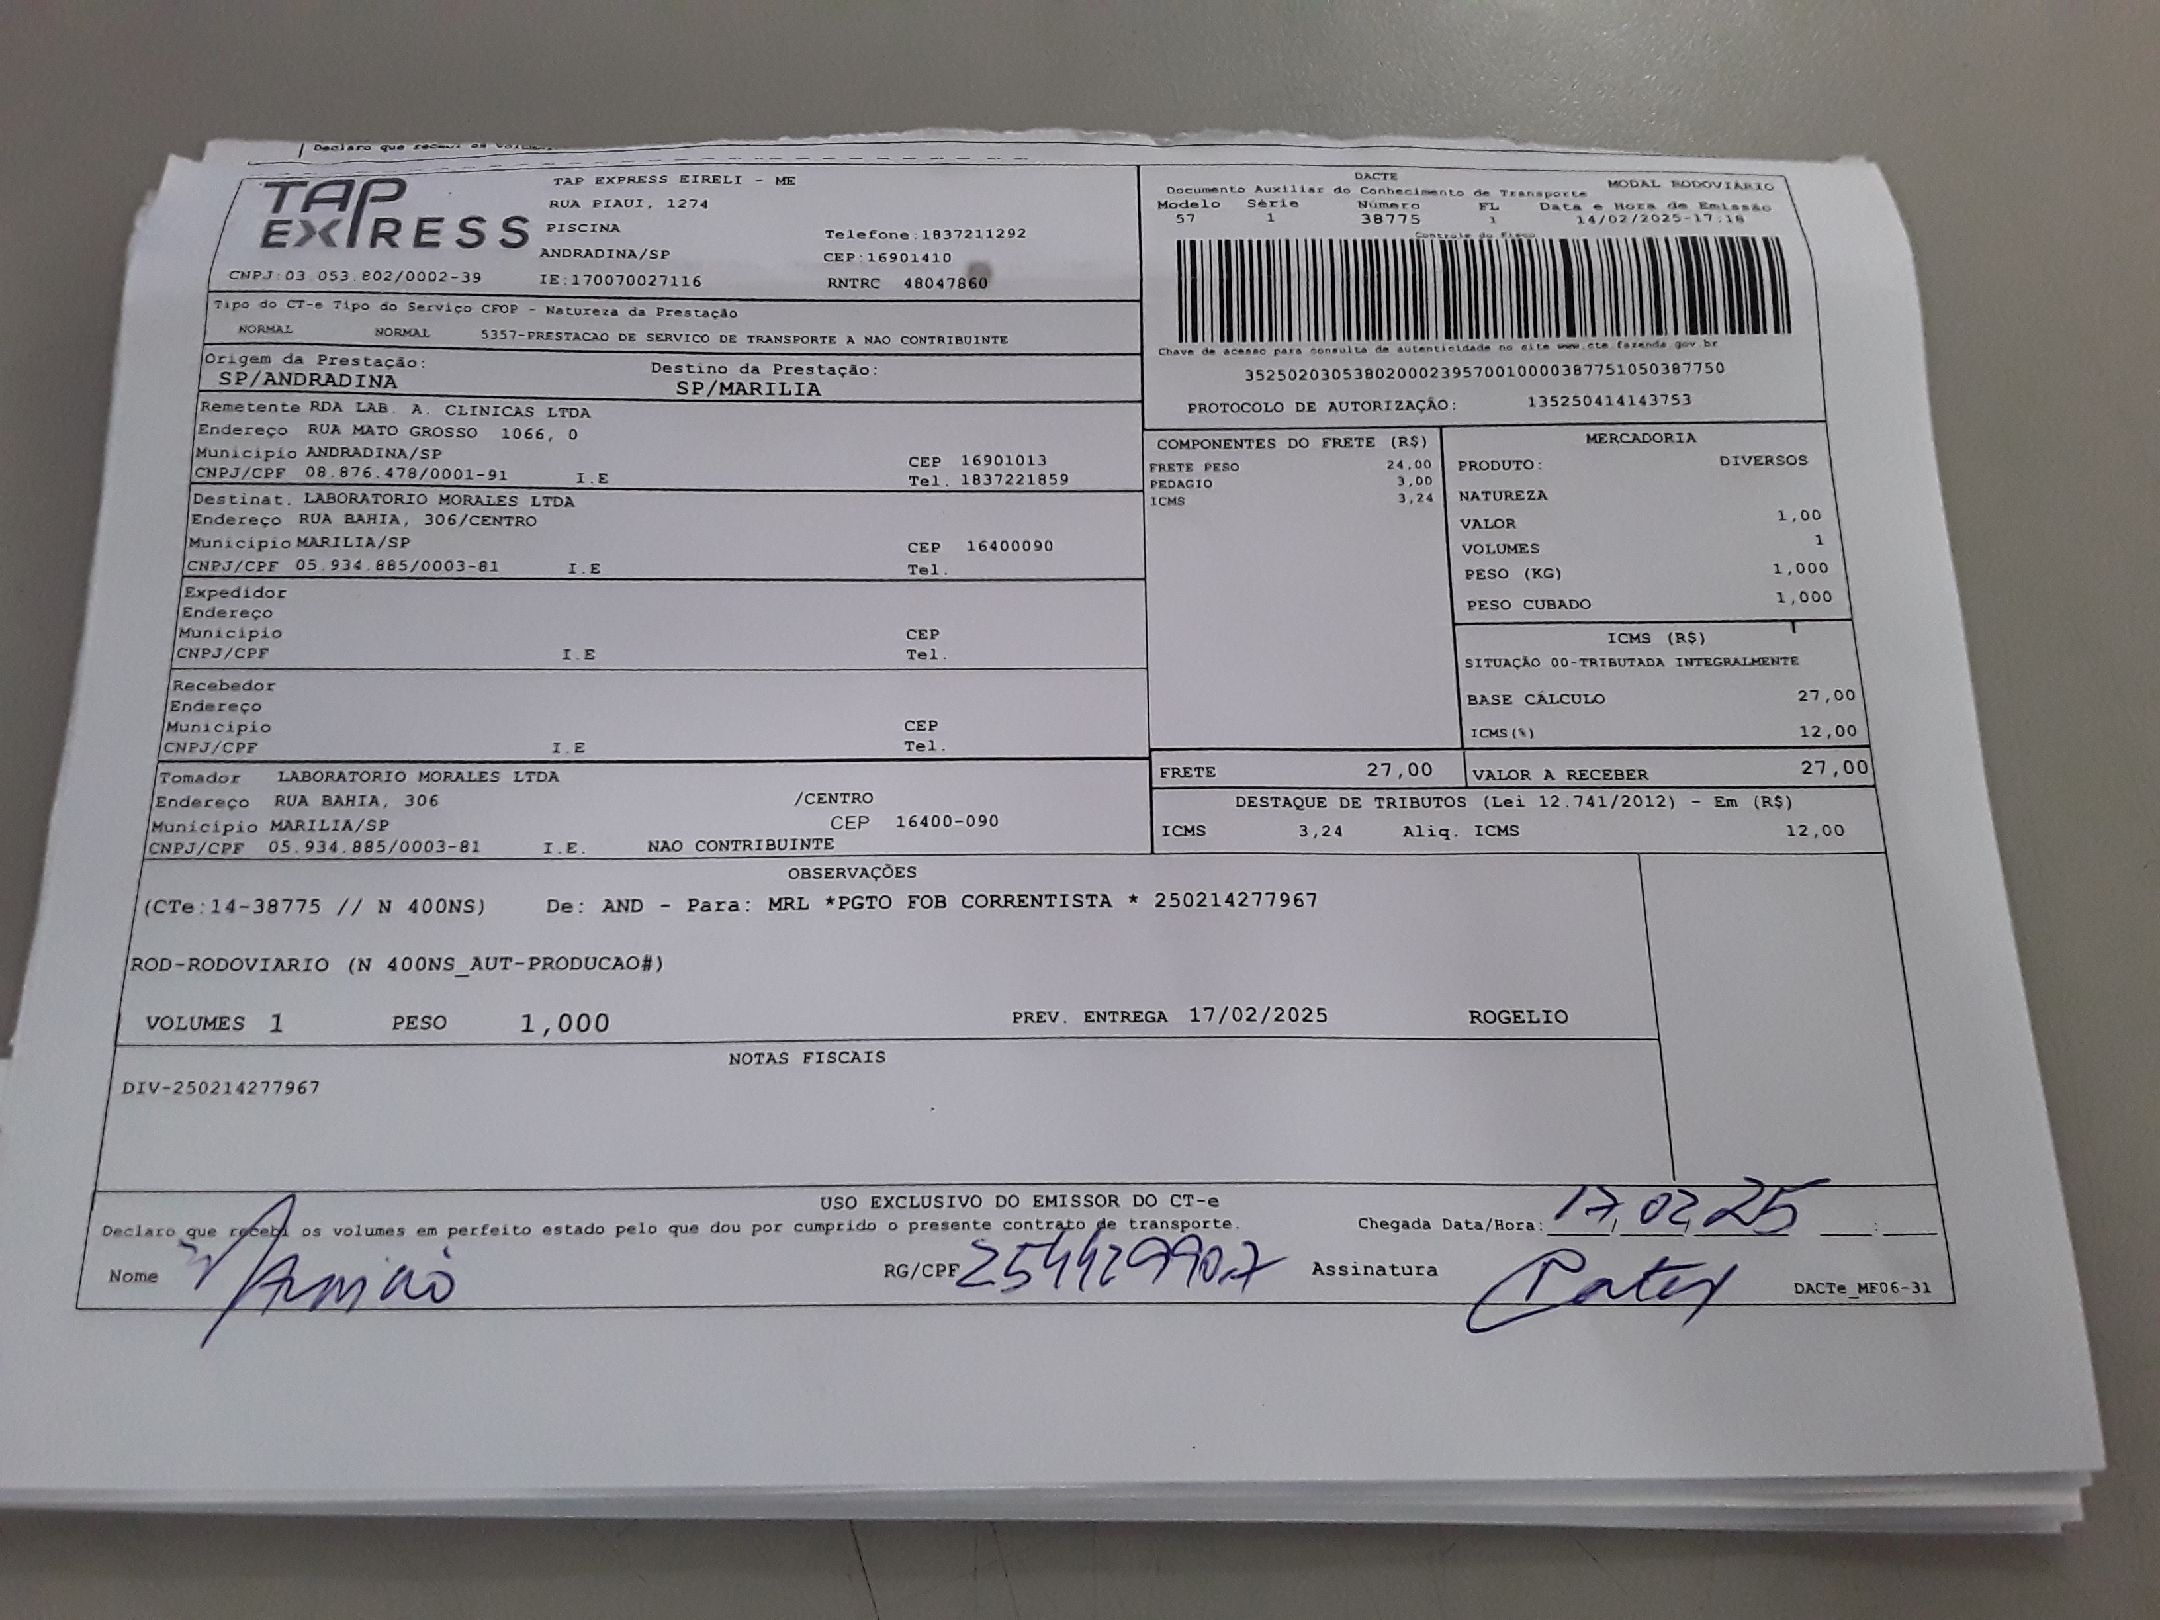 Declaro que recebi os volum
TAP EXPRESS
TAP EXPRESS EIRELI - ME
RUA PIAUI, 1274
PISCINA Telefone:1837211292
ANDRADINA/SP CEP:16901410
CNPJ:03.053.802/0002-39 IE:170070027116 RNTRC 48047860
DACTE
Documento Auxiliar do Conhecimento de Transporte MODAL RODOVIÁRIO
Modelo Série Número FL Data e Hora de Emissão
57 1 38775 1 14/02/2025-17:18
Controle do Fisco
Chave de acesso para consulta de autenticidade no site www.cte.fazenda.gov.br
35250203053802000239570010000387751050387750
PROTOCOLO DE AUTORIZAÇÃO: 135250414143753
Tipo do CT-e Tipo do Serviço CFOP - Natureza da Prestação
NORMAL NORMAL 5357-PRESTACAO DE SERVICO DE TRANSPORTE A NAO CONTRIBUINTE
Origem da Prestação: Destino da Prestação:
SP/ANDRADINA SP/MARILIA
Remetente RDA LAB. A. CLINICAS LTDA
Endereço RUA MATO GROSSO 1066, 0
Município ANDRADINA/SP CEP 16901013
CNPJ/CPF 08.876.478/0001-91 I.E Tel. 1837221859
Destinat. LABORATORIO MORALES LTDA
Endereço RUA BAHIA, 306/CENTRO
Município MARILIA/SP CEP 16400090
CNPJ/CPF 05.934.885/0003-81 I.E Tel.
Expedidor
Endereço
Município CEP
CNPJ/CPF I.E Tel.
Recebedor
Endereço
Município CEP
CNPJ/CPF I.E Tel.
Tomador LABORATORIO MORALES LTDA
Endereço RUA BAHIA, 306 /CENTRO
Município MARILIA/SP CEP 16400-090
CNPJ/CPF 05.934.885/0003-81 I.E. NAO CONTRIBUINTE
COMPONENTES DO FRETE (R$)
FRETE PESO 24,00
PEDAGIO 3,00
ICMS 3,24
MERCADORIA
PRODUTO: DIVERSOS
NATUREZA
VALOR 1,00
VOLUMES 1
PESO (KG) 1,000
PESO CUBADO 1,000
ICMS (R$)
SITUAÇÃO 00-TRIBUTADA INTEGRALMENTE
BASE CÁLCULO 27,00
ICMS(%) 12,00
FRETE 27,00 VALOR A RECEBER 27,00
DESTAQUE DE TRIBUTOS (Lei 12.741/2012) - Em (R$)
ICMS 3,24 Aliq. ICMS 12,00
OBSERVAÇÕES
(CTe:14-38775 // N 400NS) De: AND - Para: MRL *PGTO FOB CORRENTISTA * 250214277967
ROD-RODOVIARIO (N 400NS_AUT-PRODUCAO#)
VOLUMES 1 PESO 1,000 PREV. ENTREGA 17/02/2025 ROGELIO
NOTAS FISCAIS
DIV-250214277967
USO EXCLUSIVO DO EMISSOR DO CT-e
Declaro que recebi os volumes em perfeito estado pelo que dou por cumprido o presente contrato de transporte. Chegada Data/Hora: 17/02/25 :
Nome RG/CPF 254429907 Assinatura DACTe_MF06-31